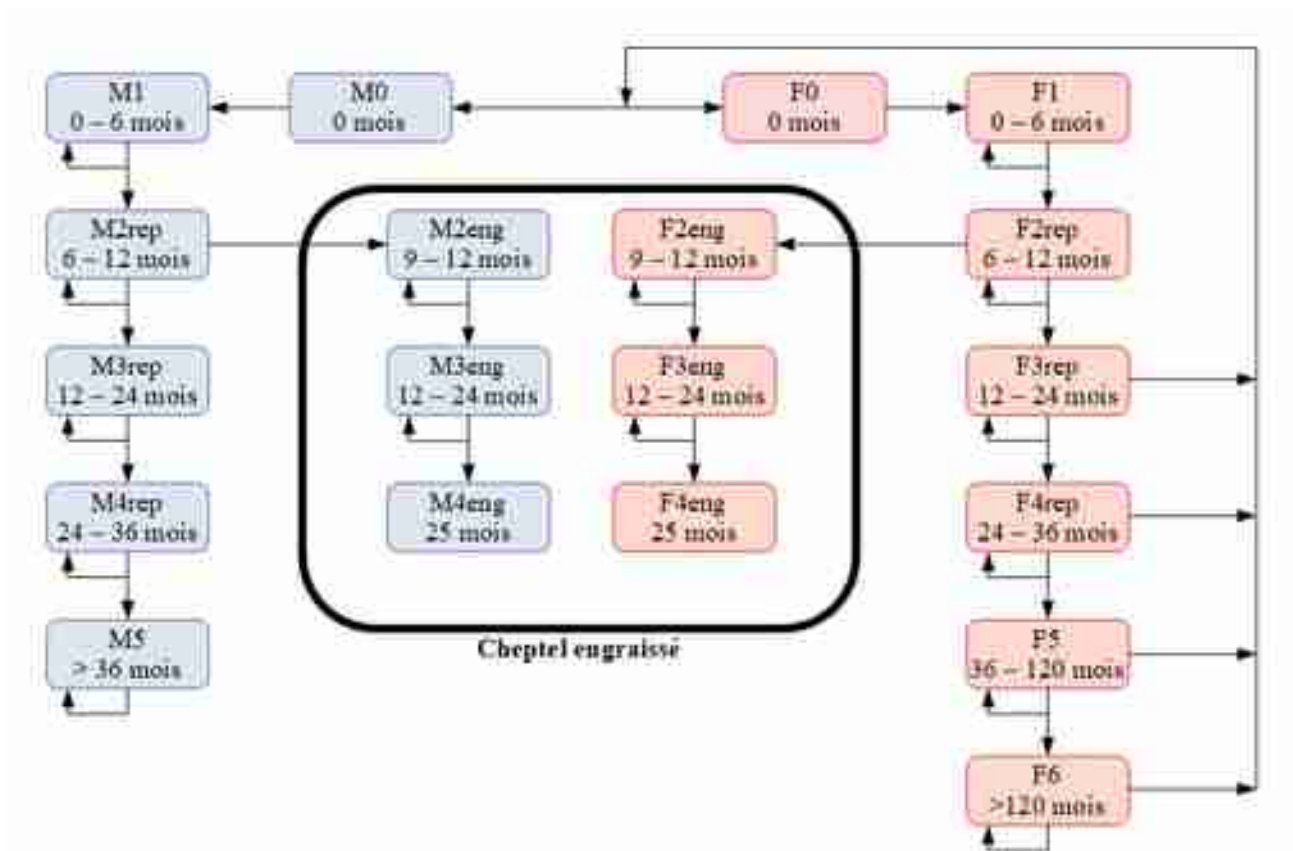 M1
0 – 6 mois
M0
0 mois
F0
0 mois
F1
0 – 6 mois
M2rep
6 – 12 mois
M2eng
9 – 12 mois
F2eng
9 – 12 mois
F2rep
6 – 12 mois
M3rep
12 – 24 mois
M3eng
12 – 24 mois
F3eng
12 – 24 mois
F3rep
12 – 24 mois
M4rep
24 – 36 mois
M4eng
25 mois
F4eng
25 mois
F4rep
24 – 36 mois
M5
> 36 mois
Cheptel engraissé
F5
36 – 120 mois
F6
>120 mois